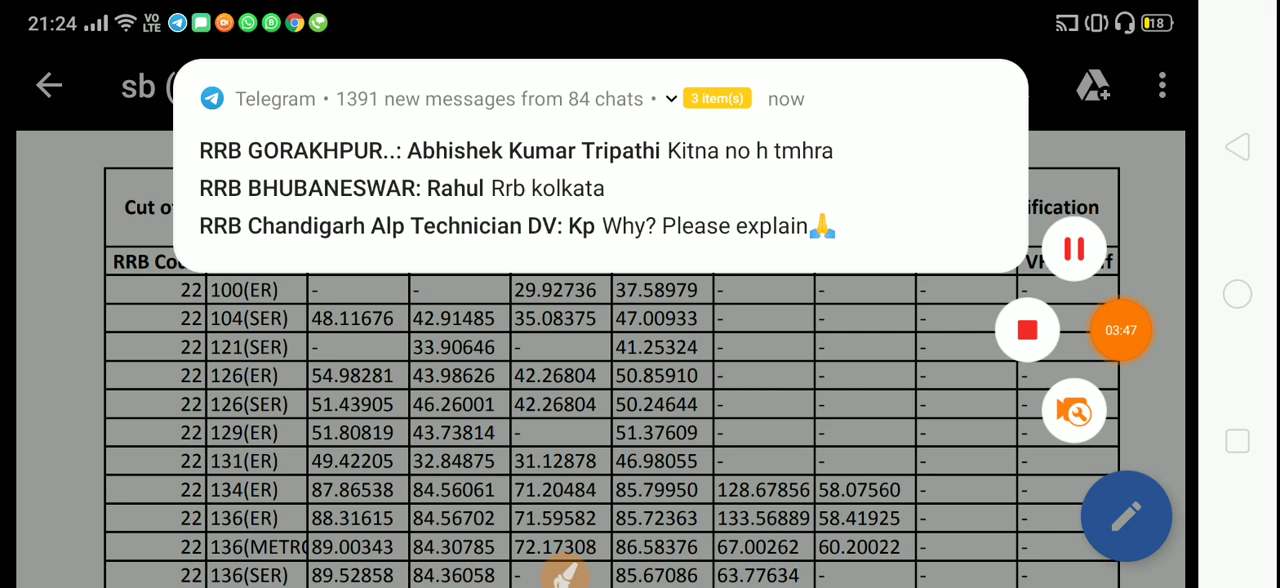 21:24 VO LTE 18
sb (
Telegram • 1391 new messages from 84 chats • 3 item(s) now
RRB GORAKHPUR..: Abhishek Kumar Tripathi Kitna no h tmhra
RRB BHUBANESWAR: Rahul Rrb kolkata
RRB Chandigarh Alp Technician DV: Kp Why? Please explain🙏
Cut o ification
RRB Co VI f
22 100(ER) - - 29.92736 37.58979 - - - -
22 104(SER) 48.11676 42.91485 35.08375 47.00933 - - -
03:47
22 121(SER) - 33.90646 - 41.25324 - - -
22 126(ER) 54.98281 43.98626 42.26804 50.85910 - - - -
22 126(SER) 51.43905 46.26001 42.26804 50.24644 - - - -
22 129(ER) 51.80819 43.73814 - 51.37609 - - - -
22 131(ER) 49.42205 32.84875 31.12878 46.98055 - - - -
22 134(ER) 87.86538 84.56061 71.20484 85.79950 128.67856 58.07560 - -
22 136(ER) 88.31615 84.56702 71.59582 85.72363 133.56889 58.41925 - -
22 136(METRO 89.00343 84.30785 72.17308 86.58376 67.00262 60.20022 - -
22 136(SER) 89.52858 84.36058 - 85.67086 63.77634 - - -